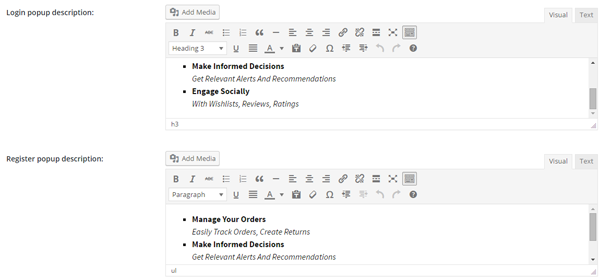 Login popup description:
Add Media
Visual
Text
B I ABC
Heading 3
U A Ω
Make Informed Decisions
Get Relevant Alerts And Recommendations
Engage Socially
With Wishlists, Reviews, Ratings
h3
Register popup description:
Add Media
Visual
Text
B I ABC
Paragraph
U A Ω
Manage Your Orders
Easily Track Orders, Create Returns
Make Informed Decisions
Get Relevant Alerts And Recommendations
ul